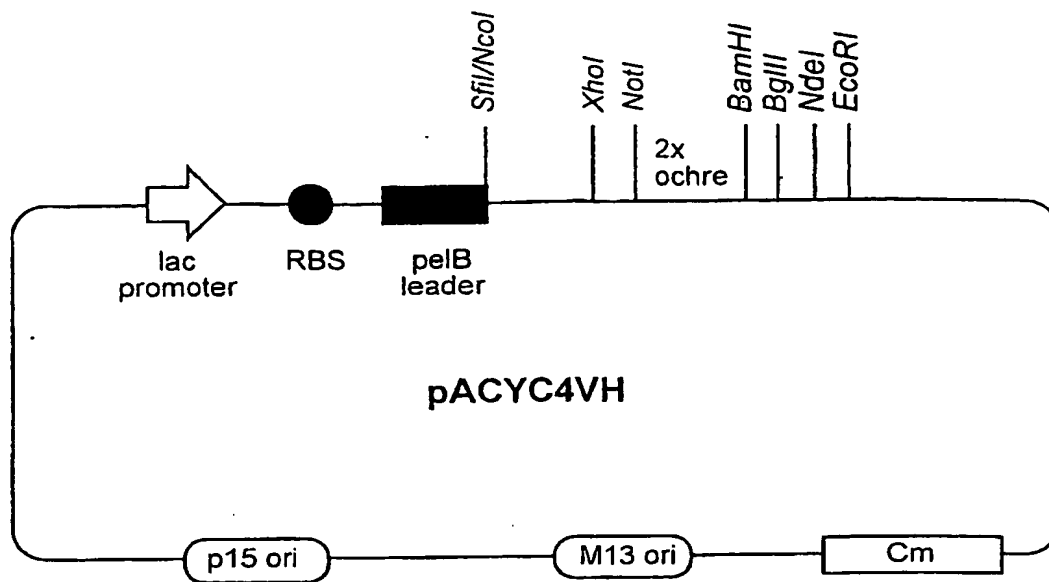 SfiI/NcoI
XhoI
NotI
BamHI
BglII
NdeI
EcoRI
2x
ochre
lac
promoter
RBS
pelB
leader
pACYC4VH
p15 ori
M13 ori
Cm